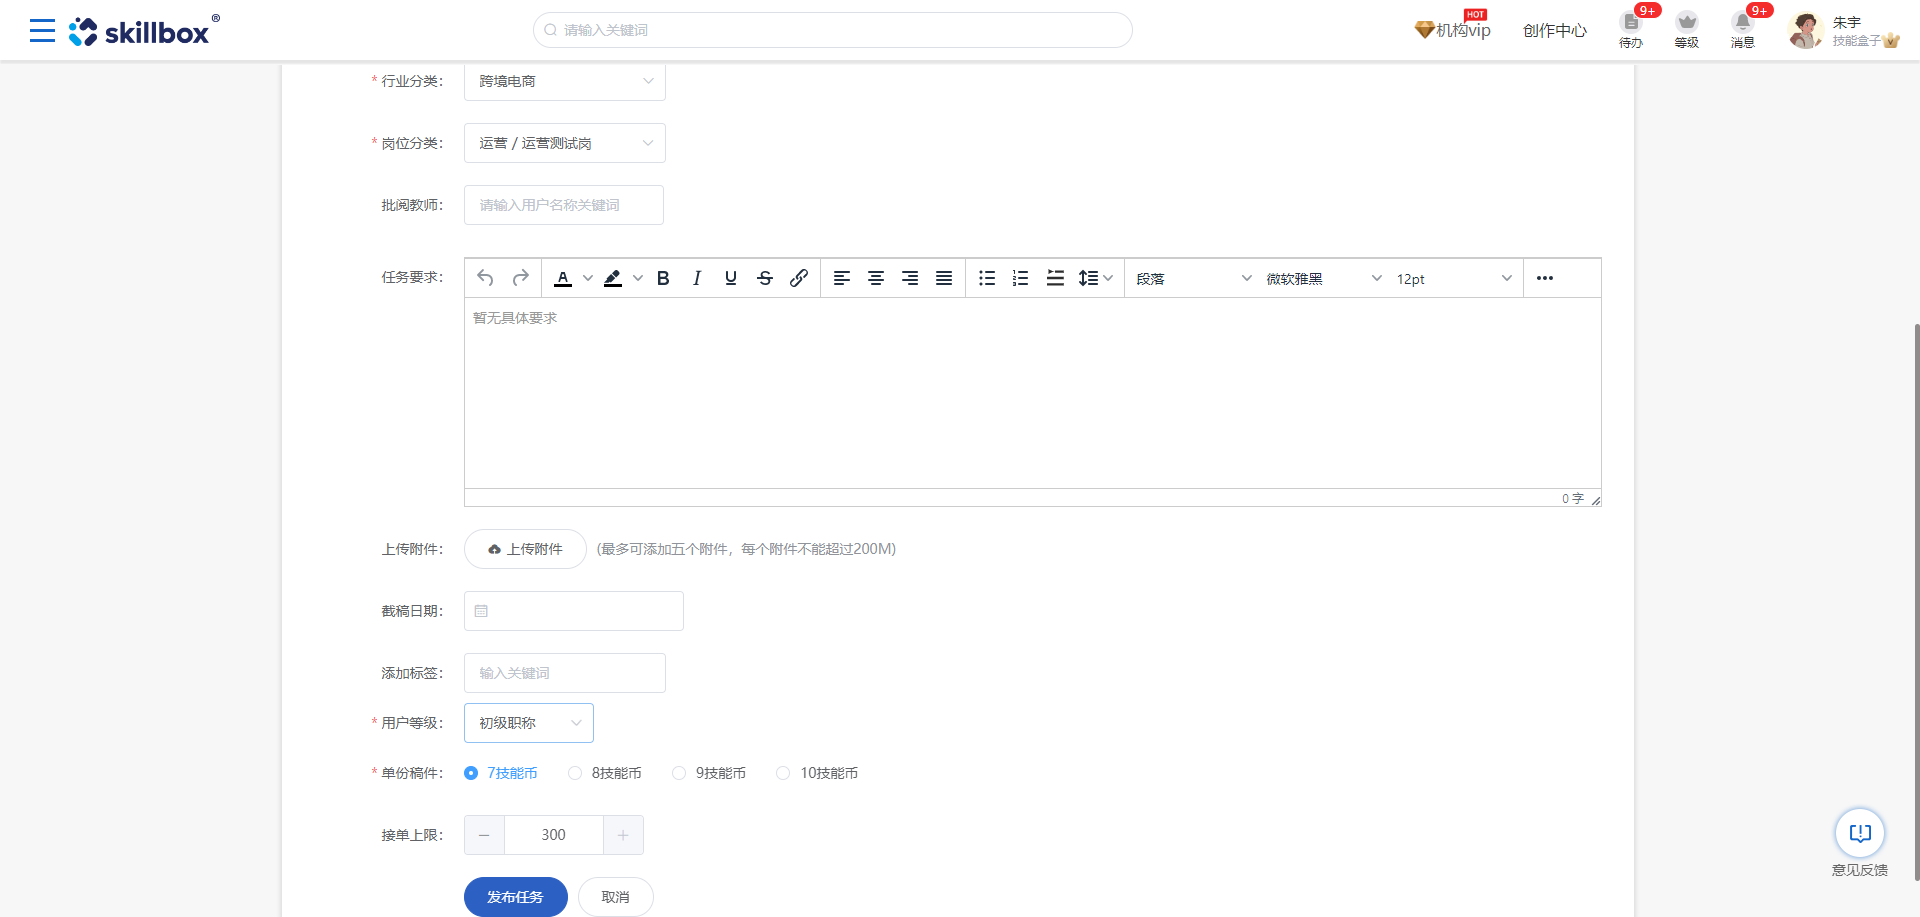 skillbox®
请输入关键词
机构vip
HOT
创作中心
9+
待办
等级
9+
消息
朱宇
技能盒子
* 行业分类：
跨境电商
* 岗位分类：
运营 / 运营测试岗
批阅教师：
请输入用户名称关键词
任务要求：
A
B
I
U
S
段落
微软雅黑
12pt
暂无具体要求
0 字
上传附件：
上传附件
(最多可添加五个附件，每个附件不能超过200M)
截稿日期：
添加标签：
输入关键词
* 用户等级：
初级职称
* 单份稿件：
7技能币
8技能币
9技能币
10技能币
接单上限：
300
发布任务
取消
意见反馈